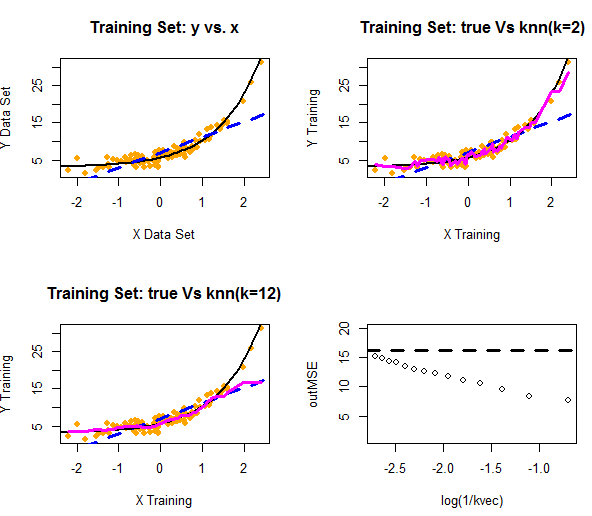 Training Set: y vs. x
Y Data Set
5 15 25
-2 -1 0 1 2
X Data Set
Training Set: true Vs knn(k=2)
Y Training
5 15 25
-2 -1 0 1 2
X Training
Training Set: true Vs knn(k=12)
Y Training
5 15 25
-2 -1 0 1 2
X Training
outMSE
5 10 15 20
-2.5 -2.0 -1.5 -1.0
log(1/kvec)